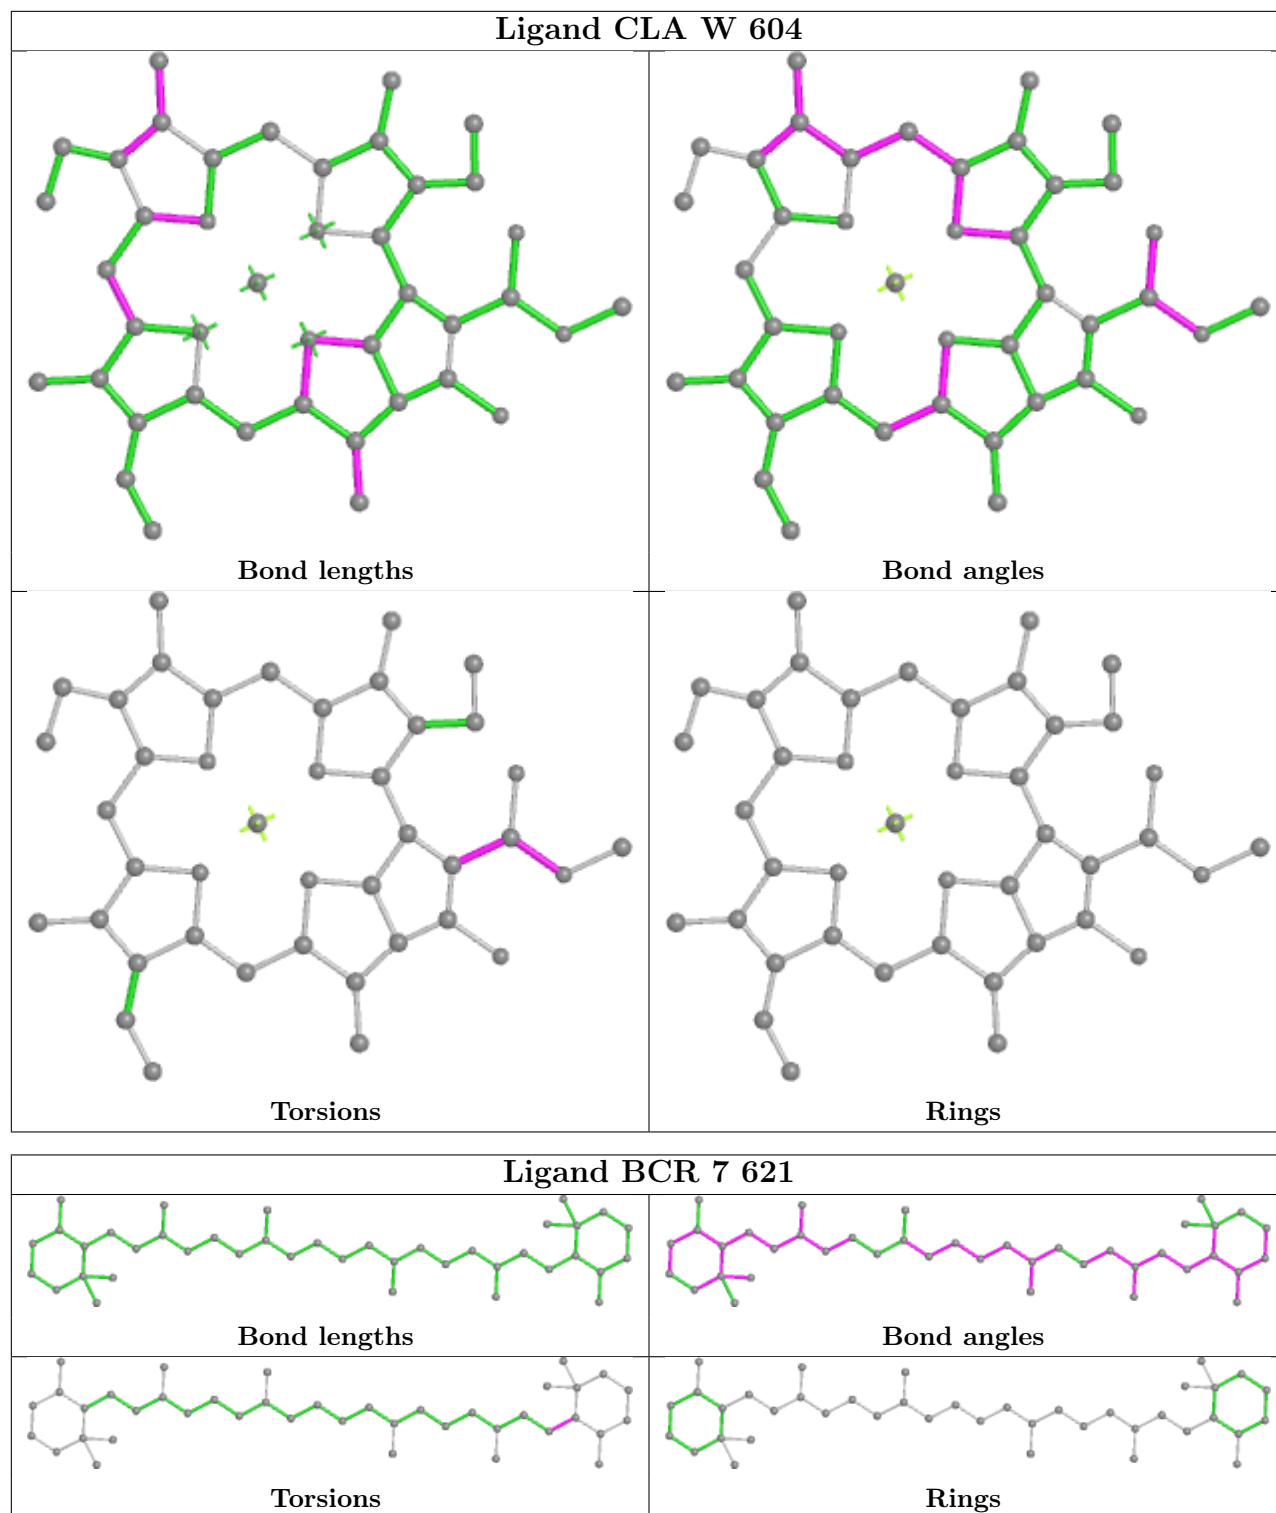 Ligand CLA W 604
Bond lengths
Bond angles
Torsions
Rings
Ligand BCR 7 621
Bond lengths
Bond angles
Torsions
Rings